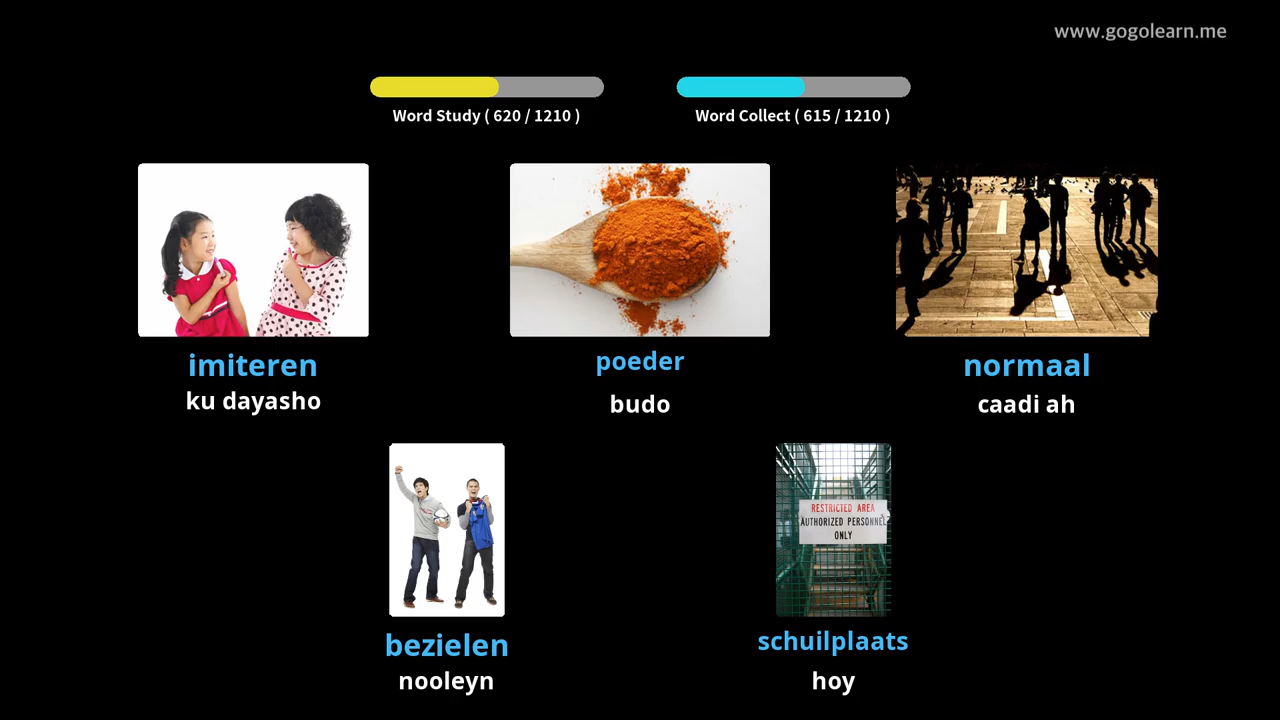 www.gogolearn.me
Word Study ( 620 / 1210 )
Word Collect ( 615 / 1210 )
imiteren
ku dayasho
poeder
budo
normaal
caadi ah
RESTRICTED AREA
AUTHORIZED PERSONNEL
ONLY
bezielen
nooleyn
schuilplaats
hoy